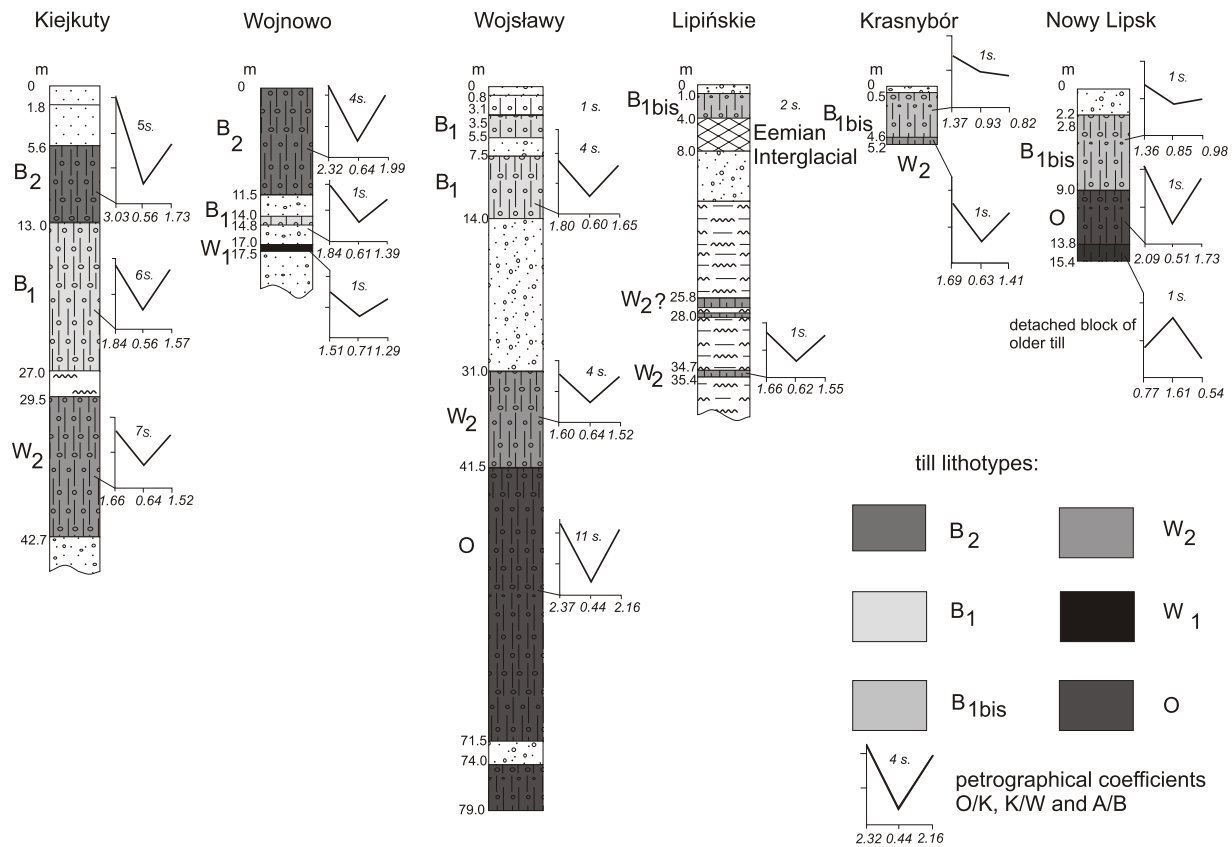 Kiejkuty
m
0
1.8
5.6
13.0
27.0
29.5
42.7
B2
B1
W2
5s.
3.03 0.56 1.73
6s.
1.84 0.56 1.57
7s.
1.66 0.64 1.52
Wojnowo
m
0
11.5
14.0
14.8
17.0
17.5
B2
B1
W1
4s.
2.32 0.64 1.99
1s.
1.84 0.61 1.39
1s.
1.51 0.71 1.29
Wojsławy
m
0
0.8
3.1
3.5
5.5
7.5
14.0
31.0
41.5
71.5
74.0
79.0
B1
B1
W2
O
1 s.
4 s.
1.80 0.60 1.65
4 s.
1.60 0.64 1.52
11 s.
2.37 0.44 2.16
Lipińskie
m
0
1.0
4.0
8.0
25.8
28.0
34.7
35.4
B1bis
W2?
W2
2 s.
Eemian
Interglacial
1s.
1.66 0.62 1.55
Krasnybór
m
0
0.5
4.6
5.2
B1bis
W2
1s.
1.37 0.93 0.82
1s.
1.69 0.63 1.41
Nowy Lipsk
m
0
2.2
2.8
9.0
13.8
15.4
B1bis
O
1s.
1.36 0.85 0.98
1s.
2.09 0.51 1.73
1s.
detached block of
older till
0.77 1.61 0.54
till lithotypes:
B2
W2
B1
W1
B1bis
O
4 s.
2.32 0.44 2.16
petrographical coefficients
O/K, K/W and A/B